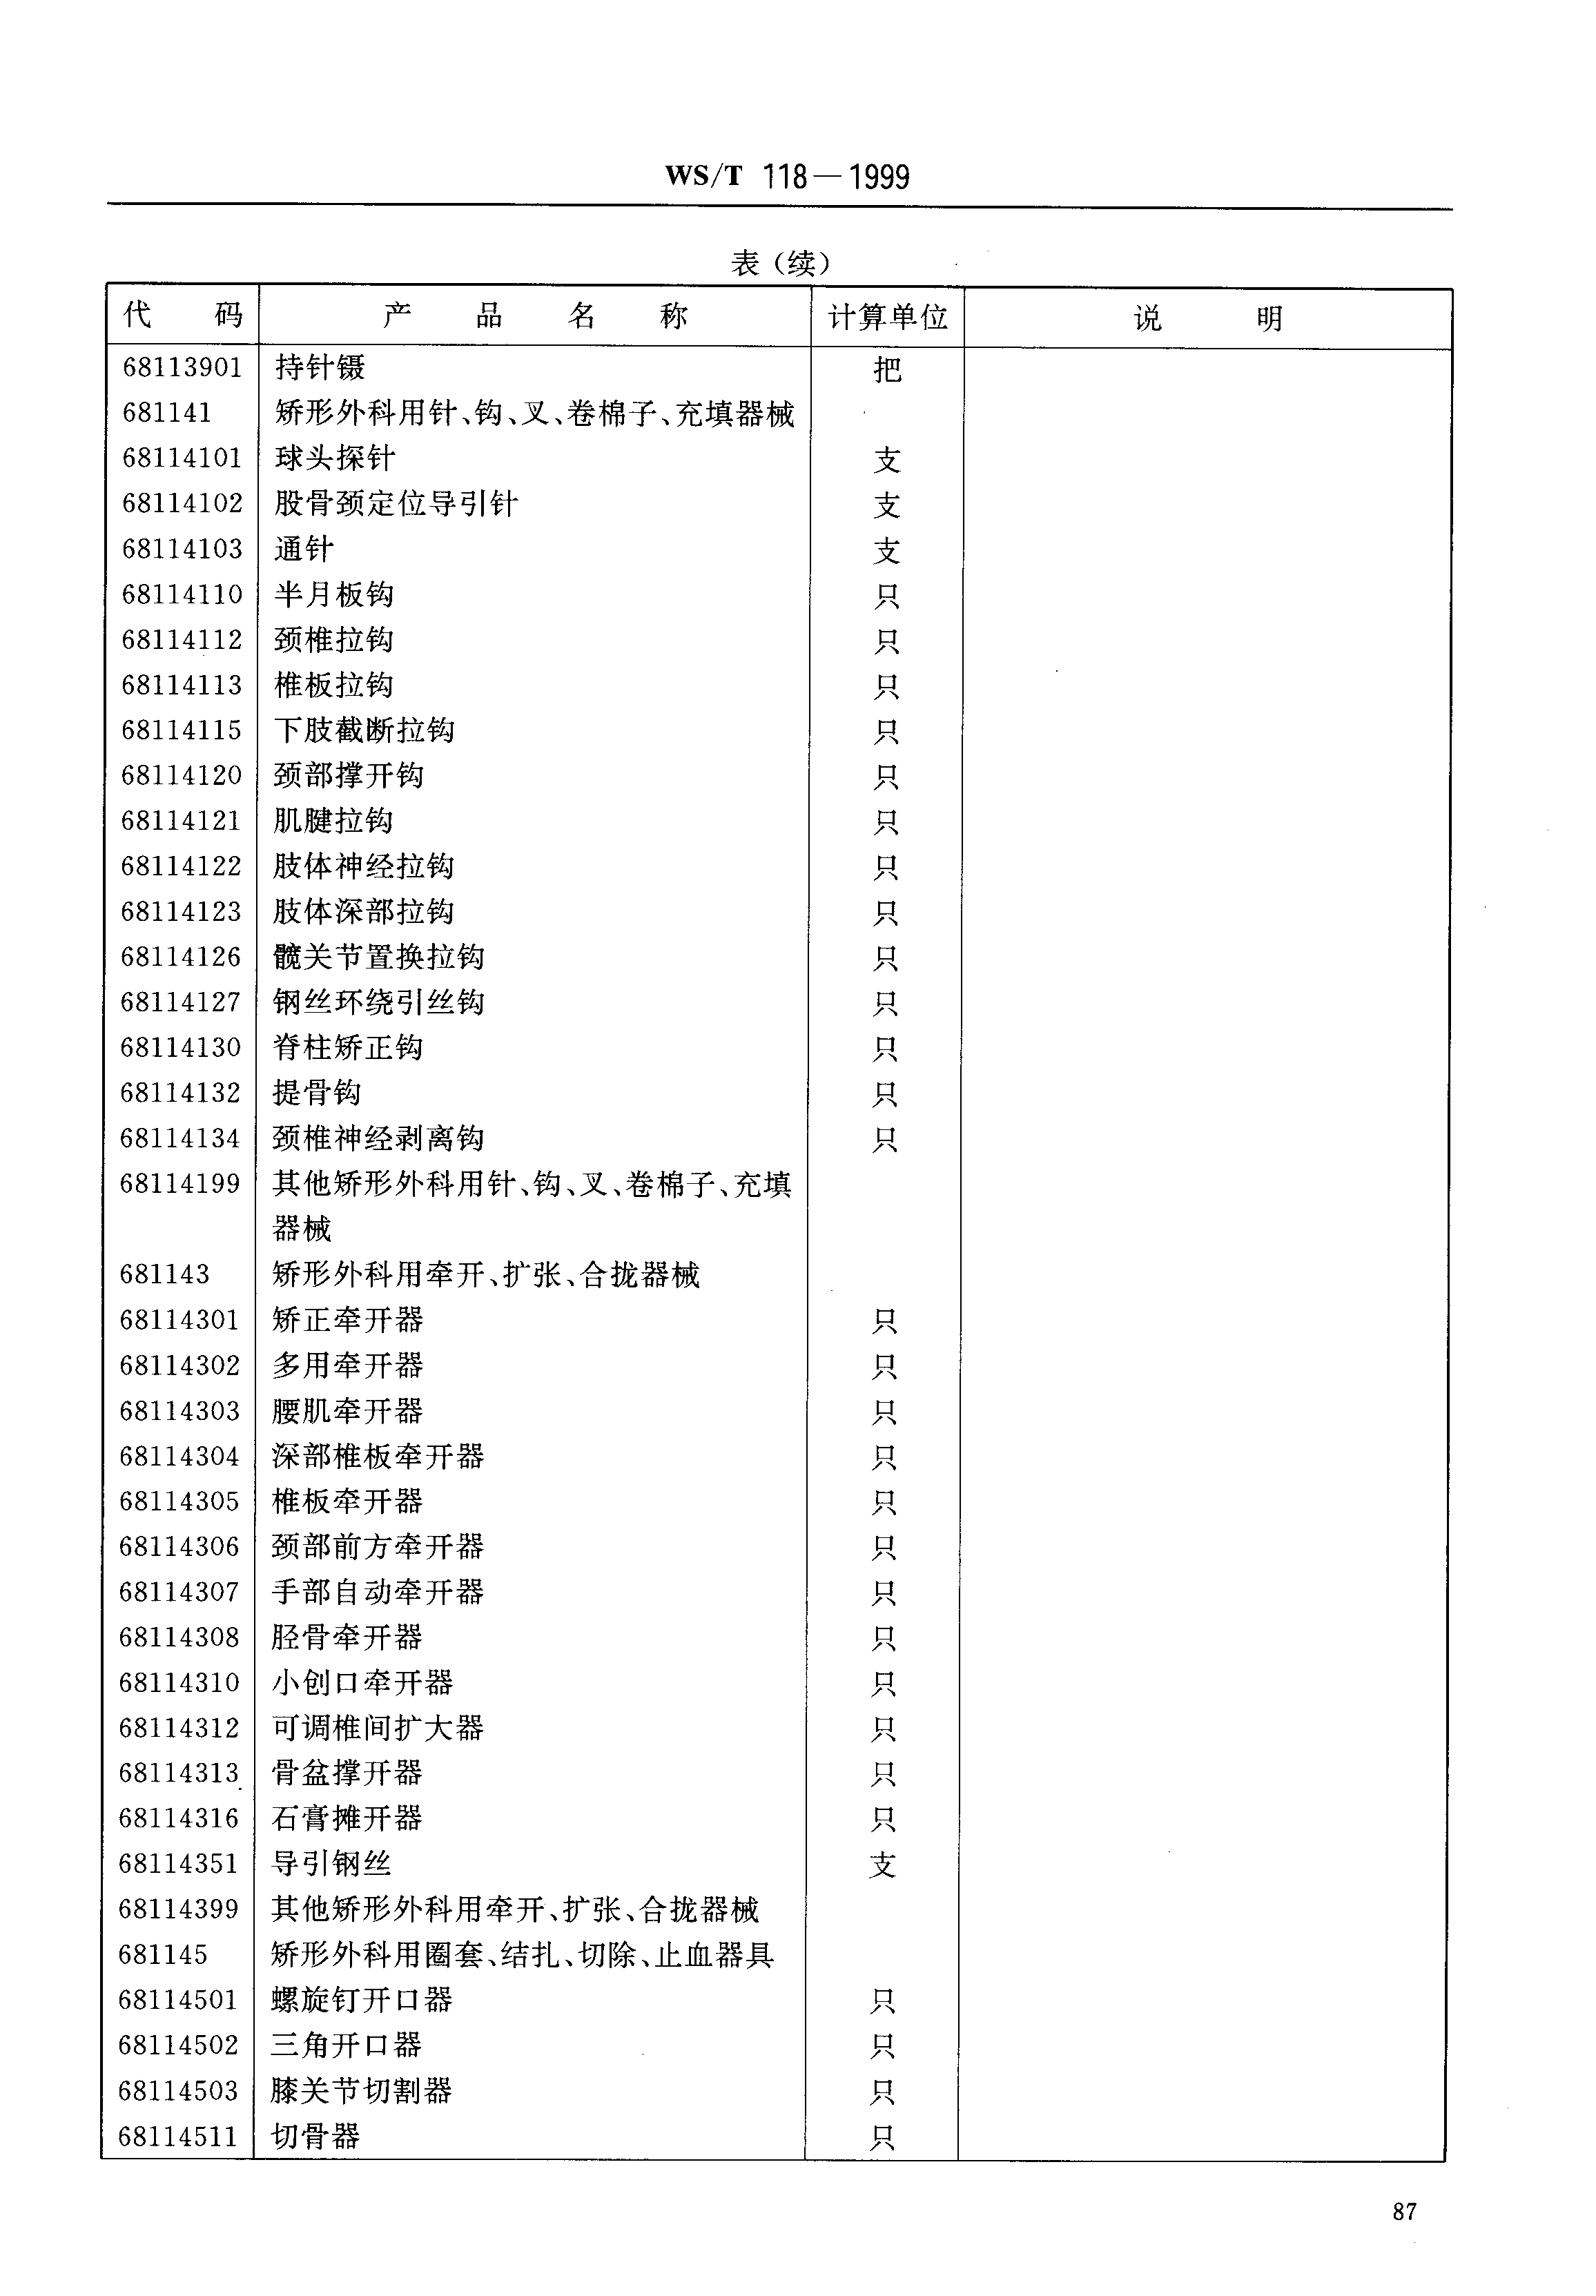 WS/T 118—1999
表（续）
代 码 产 品 名 称 计算单位 说 明
68113901 持针镊 把
681141 矫形外科用针、钩、叉、卷棉子、充填器械
68114101 球头探针 支
68114102 股骨颈定位导引针 支
68114103 通针 支
68114110 半月板钩 只
68114112 颈椎拉钩 只
68114113 椎板拉钩 只
68114115 下肢截断拉钩 只
68114120 颈部撑开钩 只
68114121 肌腱拉钩 只
68114122 肢体神经拉钩 只
68114123 肢体深部拉钩 只
68114126 髋关节置换拉钩 只
68114127 钢丝环绕引丝钩 只
68114130 脊柱矫正钩 只
68114132 提骨钩 只
68114134 颈椎神经剥离钩 只
68114199 其他矫形外科用针、钩、叉、卷棉子、充填
器械
681143 矫形外科用牵开、扩张、合拢器械
68114301 矫正牵开器 只
68114302 多用牵开器 只
68114303 腰肌牵开器 只
68114304 深部椎板牵开器 只
68114305 椎板牵开器 只
68114306 颈部前方牵开器 只
68114307 手部自动牵开器 只
68114308 胫骨牵开器 只
68114310 小创口牵开器 只
68114312 可调椎间扩大器 只
68114313 骨盆撑开器 只
68114316 石膏摊开器 只
68114351 导引钢丝 支
68114399 其他矫形外科用牵开、扩张、合拢器械
681145 矫形外科用圈套、结扎、切除、止血器具
68114501 螺旋钉开口器 只
68114502 三角开口器 只
68114503 膝关节切割器 只
68114511 切骨器 只
87